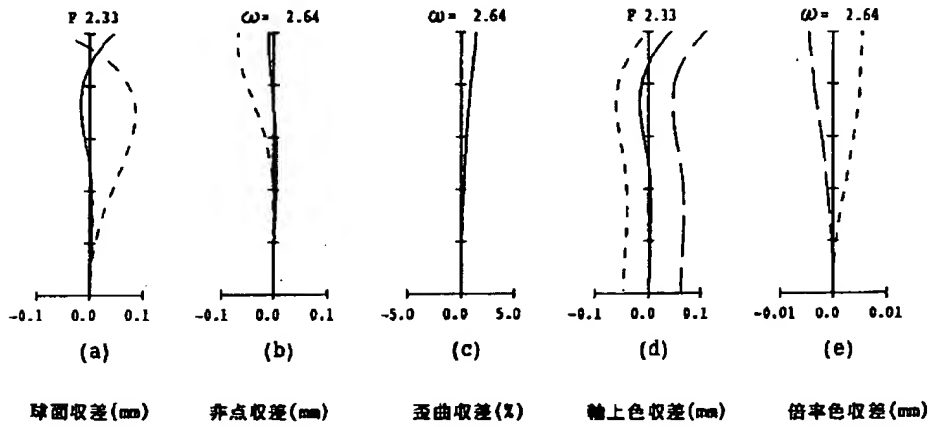 F 2.33 ω= 2.64 ω= 2.64 F 2.33 ω= 2.64
-0.1 0.0 0.1 -0.1 0.0 0.1 -5.0 0.0 5.0 -0.1 0.0 0.1 -0.01 0.0 0.01
(a) (b) (c) (d) (e)
球面収差(mm) 非点収差(mm) 歪曲収差(%) 軸上色収差(mm) 倍率色収差(mm)